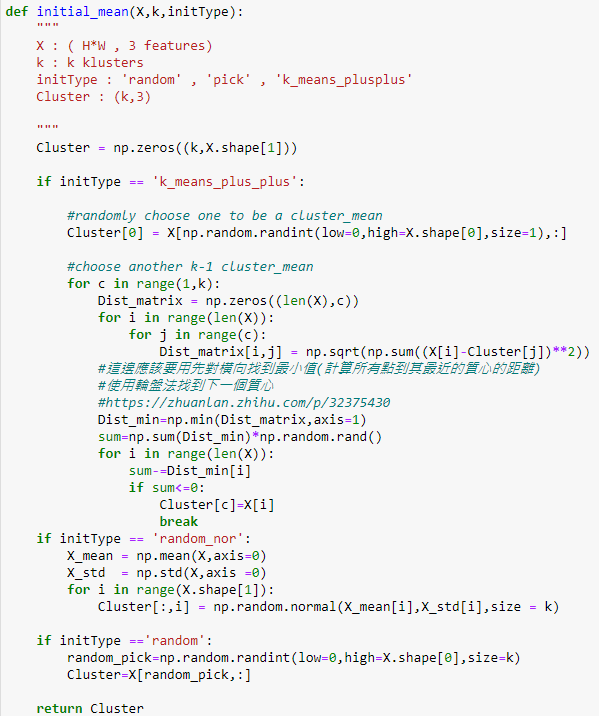 def initial_mean(X,k,initType):
    """
    X : ( H*W , 3 features)
    k : k klusters
    initType : 'random' , 'pick' , 'k_means_plusplus'
    Cluster : (k,3)

    """
    Cluster = np.zeros((k,X.shape[1]))

    if initType == 'k_means_plus_plus':

        #randomly choose one to be a cluster_mean
        Cluster[0] = X[np.random.randint(low=0,high=X.shape[0],size=1),:]

        #choose another k-1 cluster_mean
        for c in range(1,k):
            Dist_matrix = np.zeros((len(X),c))
            for i in range(len(X)):
                for j in range(c):
                    Dist_matrix[i,j] = np.sqrt(np.sum((X[i]-Cluster[j])**2))
            #這邊應該要用先對橫向找到最小值(計算所有點到其最近的質心的距離)
            #使用輪盤法找到下一個質心
            #https://zhuanlan.zhihu.com/p/32375430
            Dist_min=np.min(Dist_matrix,axis=1)
            sum=np.sum(Dist_min)*np.random.rand()
            for i in range(len(X)):
                sum-=Dist_min[i]
                if sum<=0:
                    Cluster[c]=X[i]
                    break
    if initType == 'random_nor':
        X_mean = np.mean(X,axis=0)
        X_std  = np.std(X,axis =0)
        for i in range(X.shape[1]):
            Cluster[:,i] = np.random.normal(X_mean[i],X_std[i],size = k)

    if initType =='random':
        random_pick=np.random.randint(low=0,high=X.shape[0],size=k)
        Cluster=X[random_pick,:]

    return Cluster